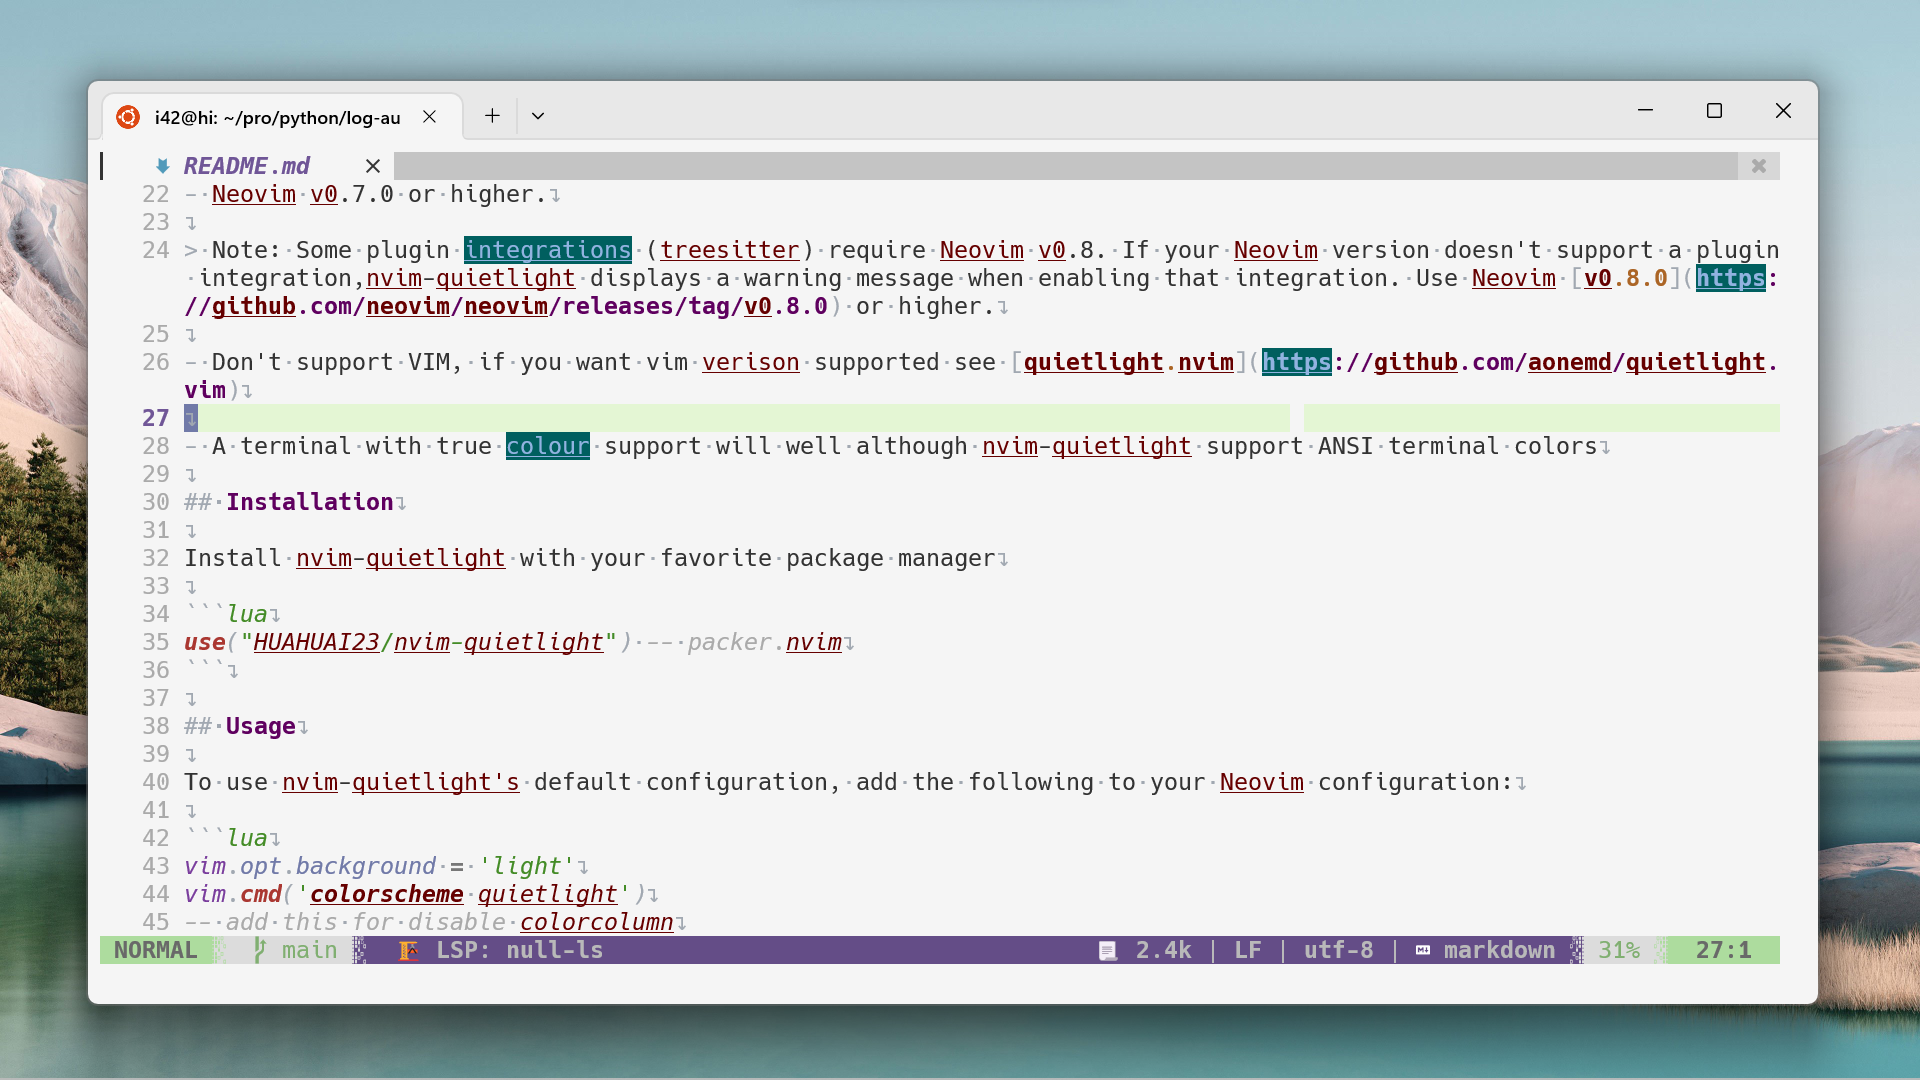 i42@hi: ~/pro/python/log-au
README.md
22 - Neovim v0.7.0 or higher.
23
24 > Note: Some plugin integrations (treesitter) require Neovim v0.8. If your Neovim version doesn't support a plugin
integration,nvim-quietlight displays a warning message when enabling that integration. Use Neovim [v0.8.0](https:
//github.com/neovim/neovim/releases/tag/v0.8.0) or higher.
25
26 - Don't support VIM, if you want vim verison supported see [quietlight.nvim](https://github.com/aonemd/quietlight.
vim)
27
28 - A terminal with true colour support will well although nvim-quietlight support ANSI terminal colors
29
30 ## Installation
31
32 Install nvim-quietlight with your favorite package manager
33
34 ```lua
35 use("HUAHUAI23/nvim-quietlight") -- packer.nvim
36 ```
37
38 ## Usage
39
40 To use nvim-quietlight's default configuration, add the following to your Neovim configuration:
41
42 ```lua
43 vim.opt.background = 'light'
44 vim.cmd('colorscheme quietlight')
45 -- add this for disable colorcolumn
NORMAL main LSP: null-ls 2.4k | LF | utf-8 | markdown 31% 27:1